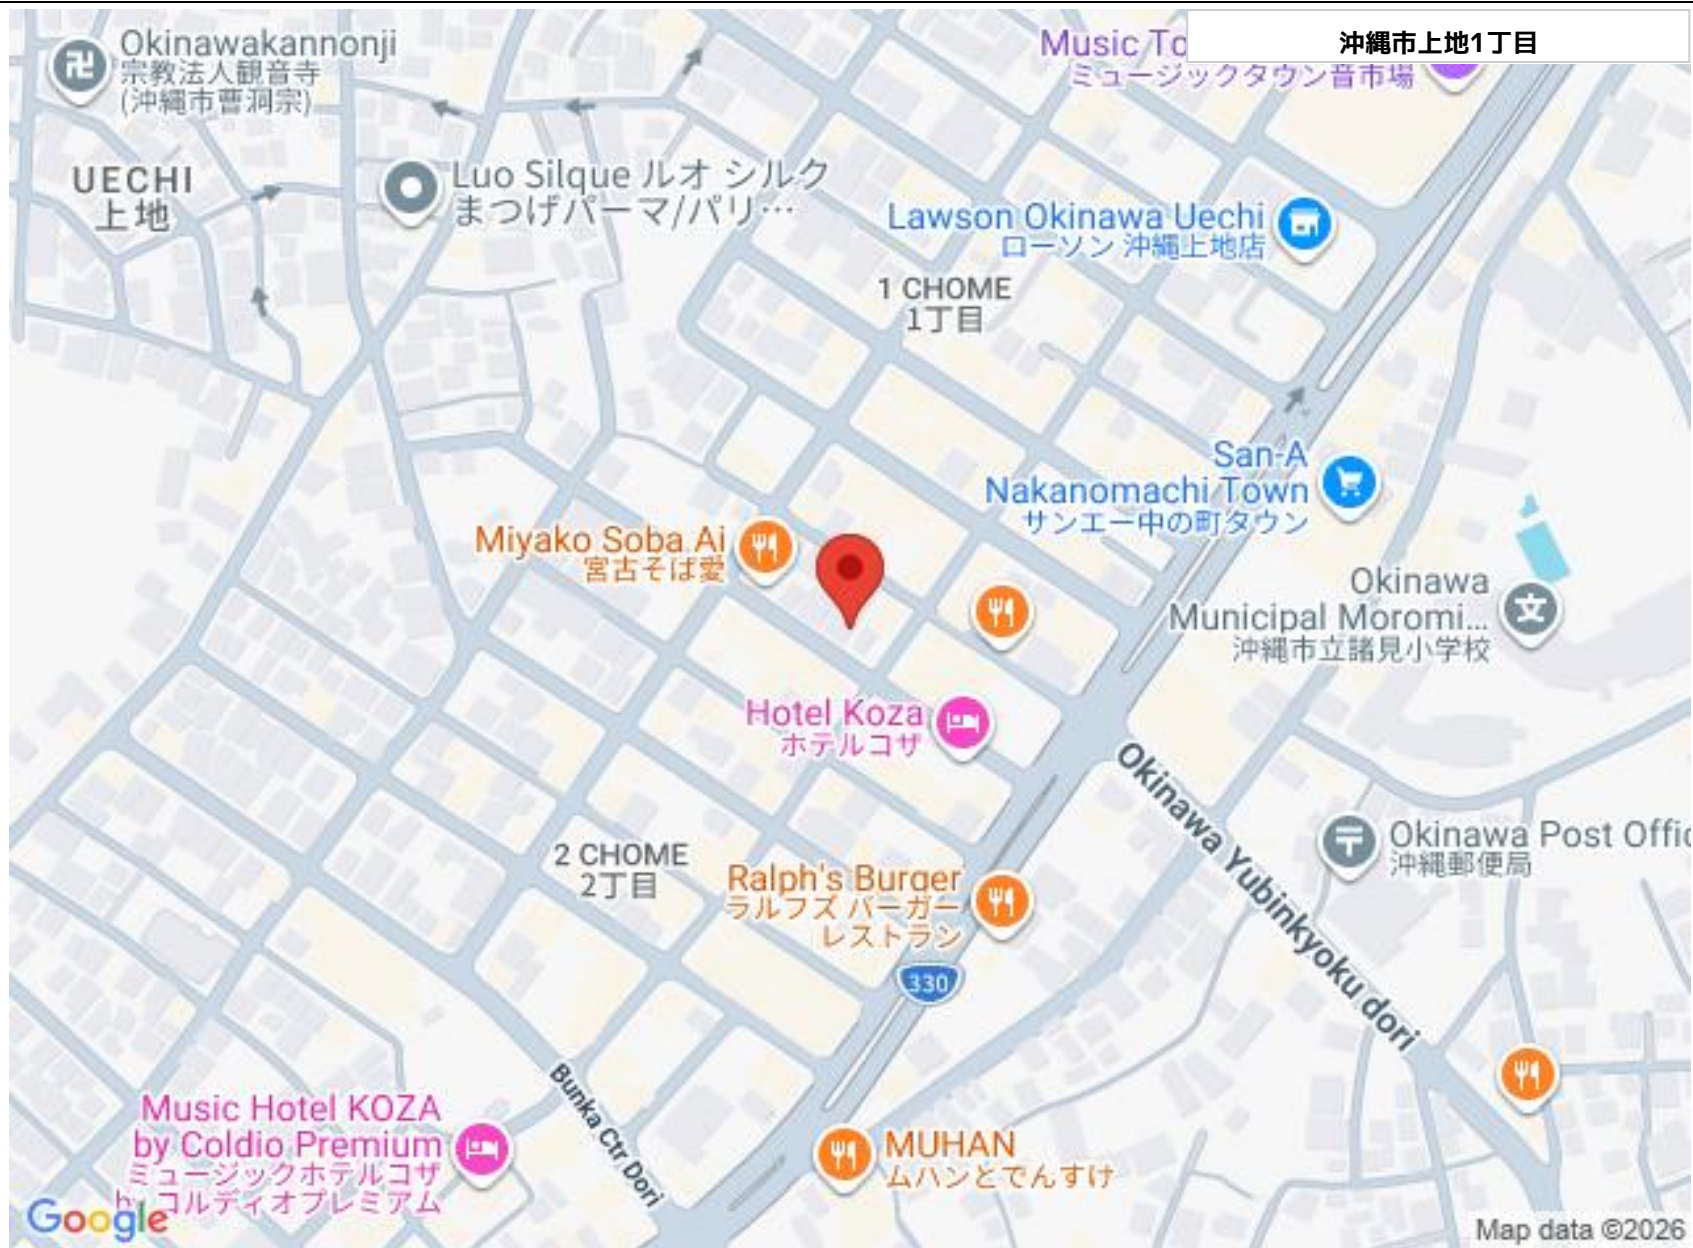 沖縄市上地1丁目
Okinawakannonji
宗教法人観音寺
(沖縄市曹洞宗)
Music To
ミュージックタウン音市場
UECHI
上地
Luo Silque ルオ シルク
まつげパーマ/パリ…
Lawson Okinawa Uechi
ローソン 沖縄上地店
1 CHOME
1丁目
San-A
Nakanomachi Town
サンエー中の町タウン
Miyako Soba Ai
宮古そば愛
Okinawa
Municipal Moromi...
沖縄市立諸見小学校
Hotel Koza
ホテルコザ
Okinawa Yubinkyoku dori
Okinawa Post Offic
沖縄郵便局
2 CHOME
2丁目
Ralph's Burger
ラルフズ バーガー
レストラン
330
Bunka Ctr Dori
Music Hotel KOZA
by Coldio Premium
ミュージックホテルコザ
by コルディオプレミアム
MUHAN
ムハンとでんすけ
Google
Map data ©2026